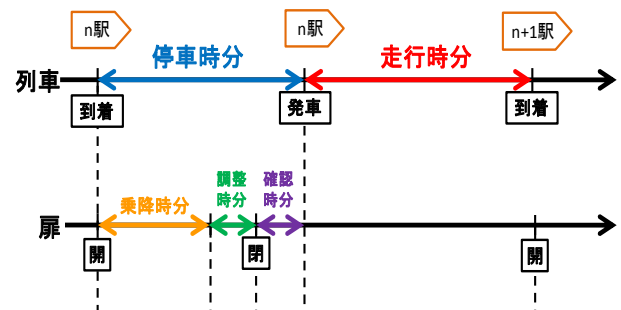 n駅
n駅
n+1駅
停車時分
走行時分
列車
到着
発車
到着
調整
時分
確認
時分
乗降時分
扉
開
閉
開